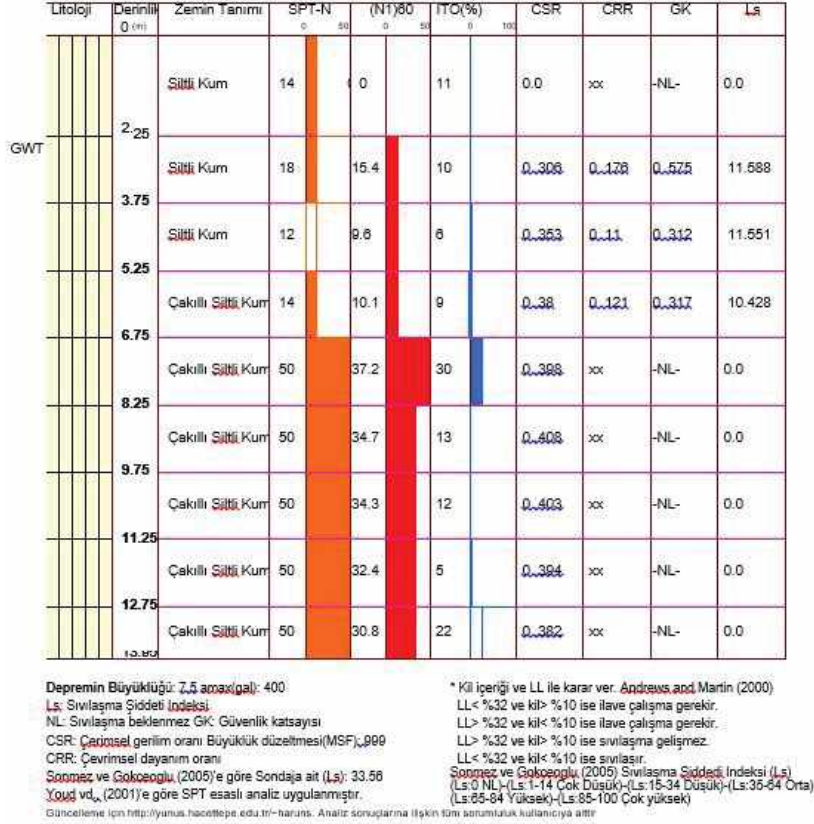 Litoloji Derinlik Zemin Tanımı SPT-N (N1)60 İTO(%) CSR CRR GK Ls
0 (m) 0 50 0 50 0 100
Siltli Kum 14 0 11 0.0 xx -NL- 0.0
2.25
GWT
Siltli Kum 18 15.4 10 0.306 0.176 0.575 11.588
3.75
Siltli Kum 12 9.6 6 0.353 0.11 0.312 11.551
5.25
Çakıllı Siltli Kum 14 10.1 9 0.38 0.121 0.317 10.428
6.75
Çakıllı Siltli Kum 50 37.2 30 0.398 xx -NL- 0.0
8.25
Çakıllı Siltli Kum 50 34.7 13 0.408 xx -NL- 0.0
9.75
Çakıllı Siltli Kum 50 34.3 12 0.403 xx -NL- 0.0
11.25
Çakıllı Siltli Kum 50 32.4 5 0.394 xx -NL- 0.0
12.75
Çakıllı Siltli Kum 50 30.8 22 0.382 xx -NL- 0.0
Depremin Büyüklüğü: 7.5 amax(gal): 400
Ls: Sıvılaşma Şiddeti İndeksi
NL: Sıvılaşma beklenmez GK: Güvenlik katsayısı
CSR: Çerimsel gerilim oranı Büyüklük düzeltmesi(MSF):.999
CRR: Çevrimsel dayanım oranı
Sonmez ve Gokceoglu (2005)'e göre Sondaja ait (Ls): 33.56
Youd vd., (2001)'e göre SPT esaslı analiz uygulanmıştır.
* Kil içeriği ve LL ile karar ver. Andrews and Martin (2000)
LL< %32 ve kil> %10 ise ilave çalışma gerekir.
LL> %32 ve kil< %10 ise ilave çalışma gerekir.
LL> %32 ve kil> %10 ise sıvılaşma gelişmez.
LL< %32 ve kil< %10 ise sıvılaşır.
Sonmez ve Gokceoglu (2005) Sıvılaşma Şiddedi İndeksi (Ls)
(Ls:0 NL)-(Ls:1-14 Çok Düşük)-(Ls:15-34 Düşük)-(Ls:35-64 Orta)
(Ls:65-84 Yüksek)-(Ls:85-100 Çok yüksek)
Güncelleme için http://yunus.hacettepe.edu.tr/~haruns. Analiz sonuçlarına ilişkin tüm sorumluluk kullanıcıya aittir